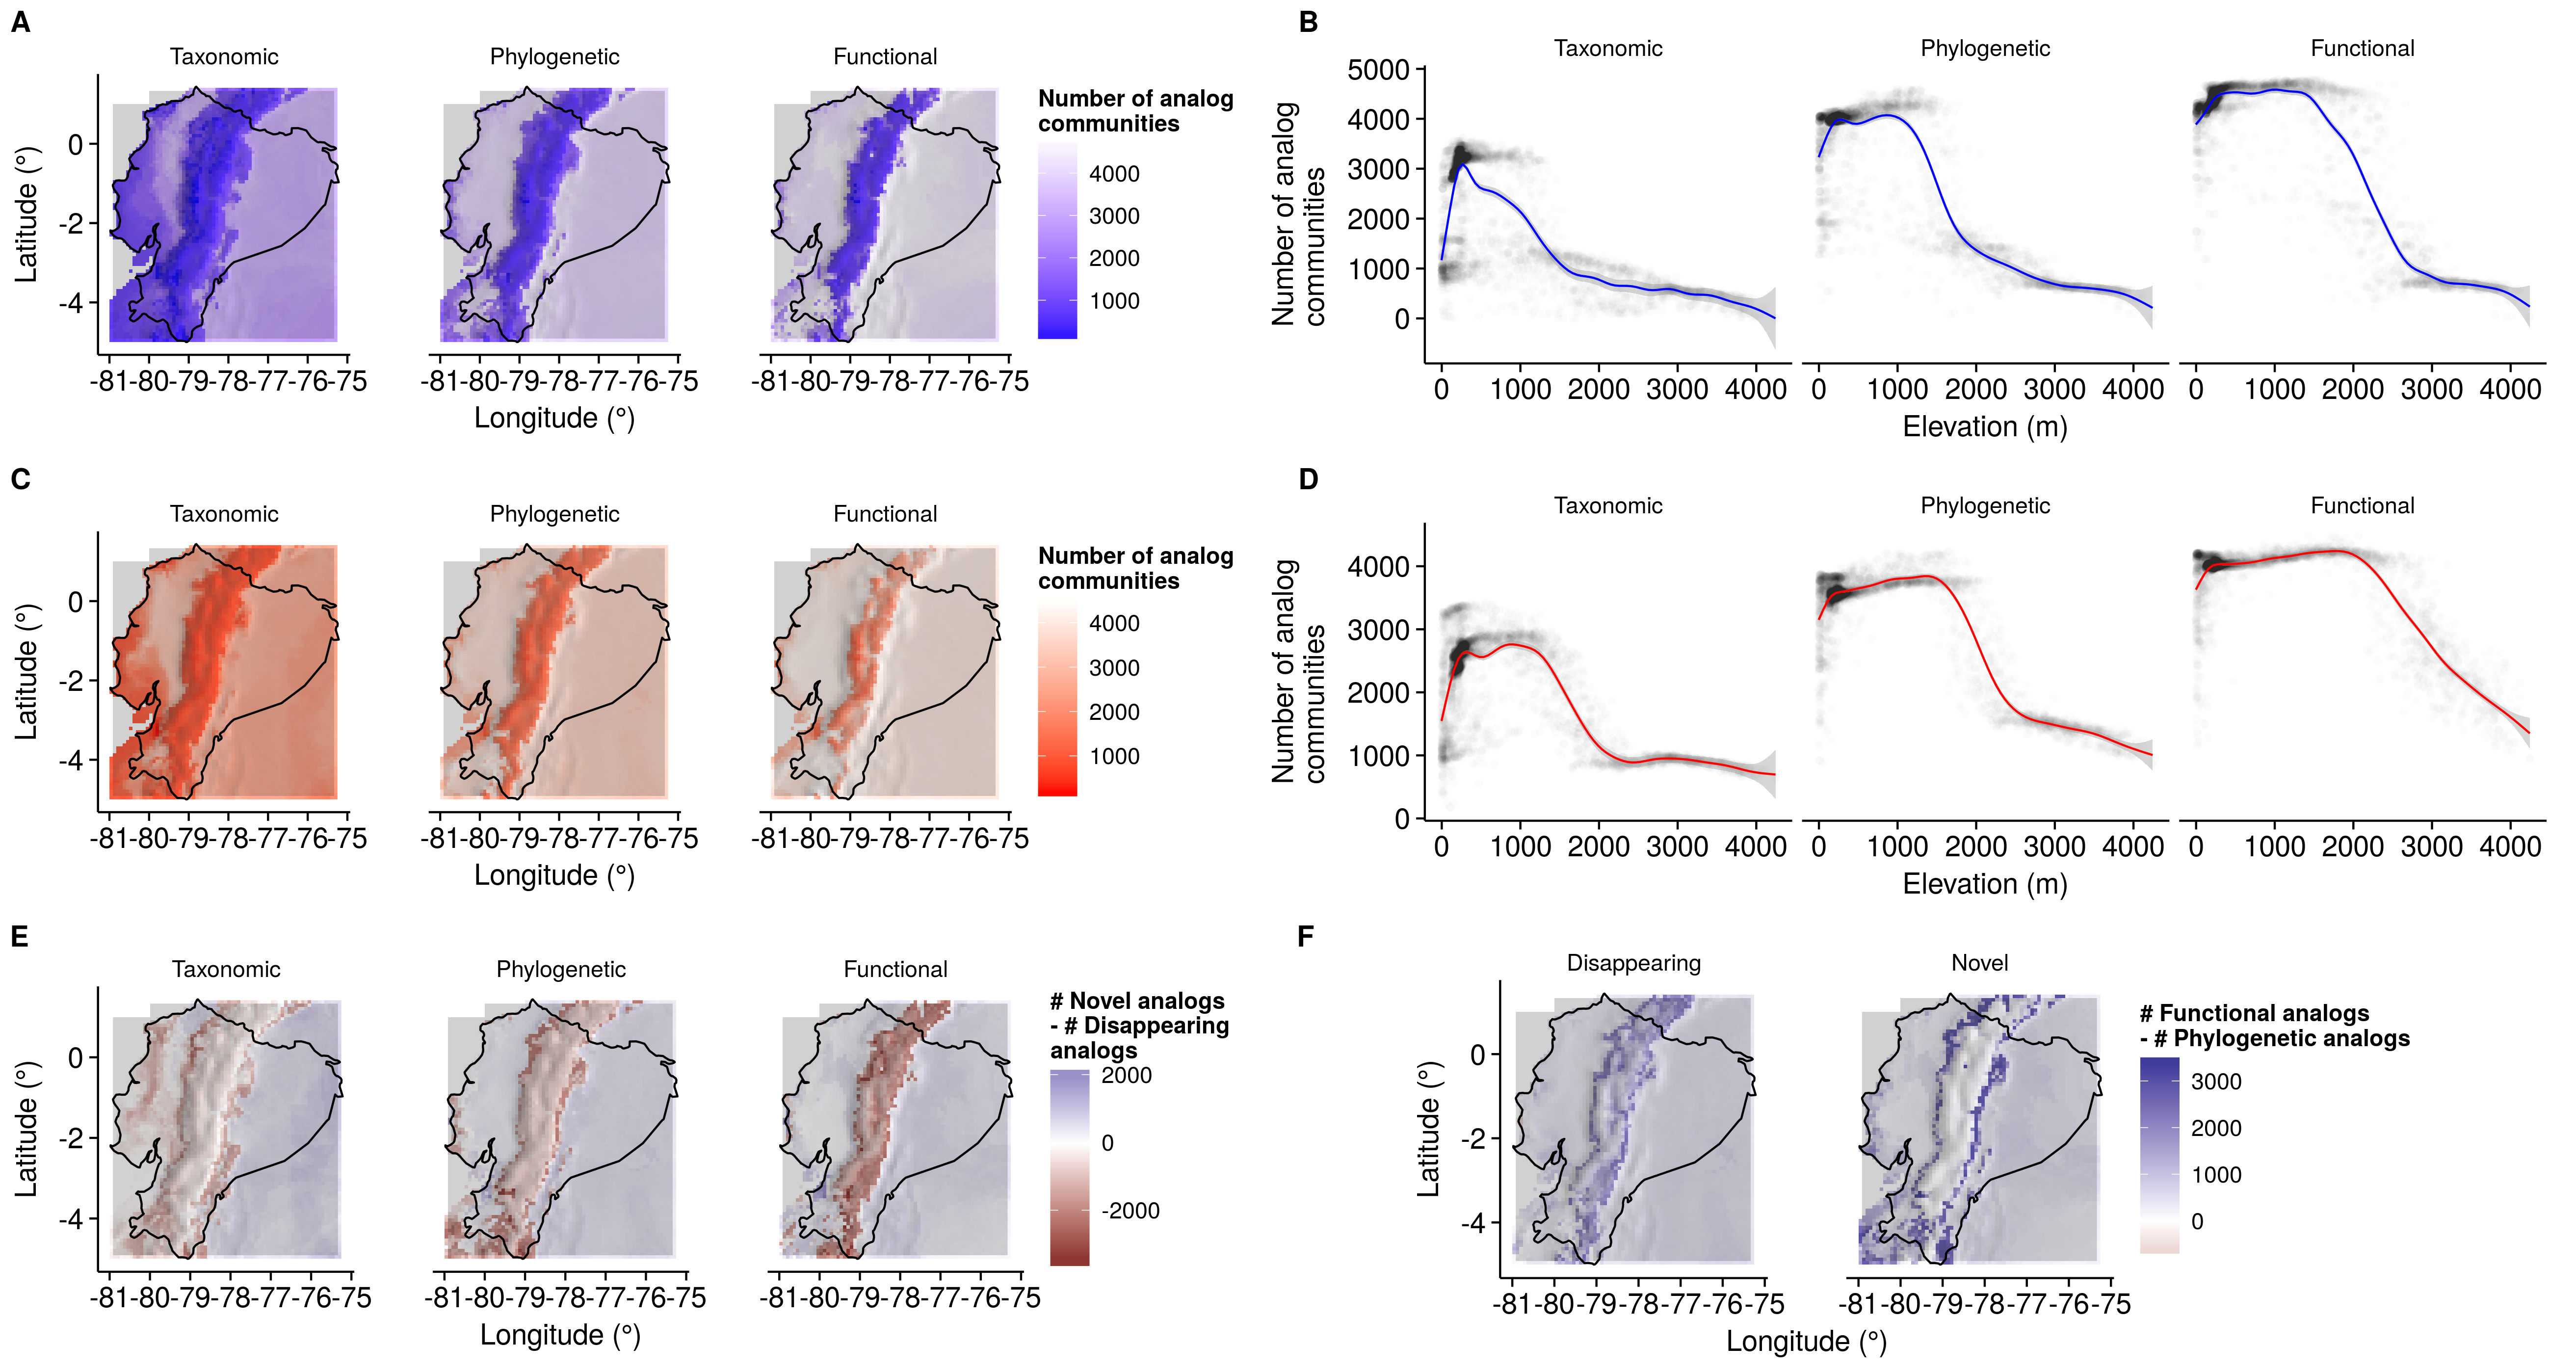 A
Taxonomic
Phylogenetic
Functional
Number of analog
communities
4000
3000
2000
1000
0
-2
-4
Latitude (°)
-81-80-79-78-77-76-75
-81-80-79-78-77-76-75
-81-80-79-78-77-76-75
Longitude (°)
B
Taxonomic
Phylogenetic
Functional
5000
4000
3000
2000
1000
0
Number of analog
communities
0 1000 2000 3000 4000
0 1000 2000 3000 4000
0 1000 2000 3000 4000
Elevation (m)
C
Taxonomic
Phylogenetic
Functional
Number of analog
communities
4000
3000
2000
1000
0
-2
-4
Latitude (°)
-81-80-79-78-77-76-75
-81-80-79-78-77-76-75
-81-80-79-78-77-76-75
Longitude (°)
D
Taxonomic
Phylogenetic
Functional
4000
3000
2000
1000
0
Number of analog
communities
0 1000 2000 3000 4000
0 1000 2000 3000 4000
0 1000 2000 3000 4000
Elevation (m)
E
Taxonomic
Phylogenetic
Functional
# Novel analogs
- # Disappearing
analogs
2000
0
-2000
0
-2
-4
Latitude (°)
-81-80-79-78-77-76-75
-81-80-79-78-77-76-75
-81-80-79-78-77-76-75
Longitude (°)
F
Disappearing
Novel
# Functional analogs
- # Phylogenetic analogs
3000
2000
1000
0
0
-2
-4
Latitude (°)
-81-80-79-78-77-76-75
-81-80-79-78-77-76-75
Longitude (°)